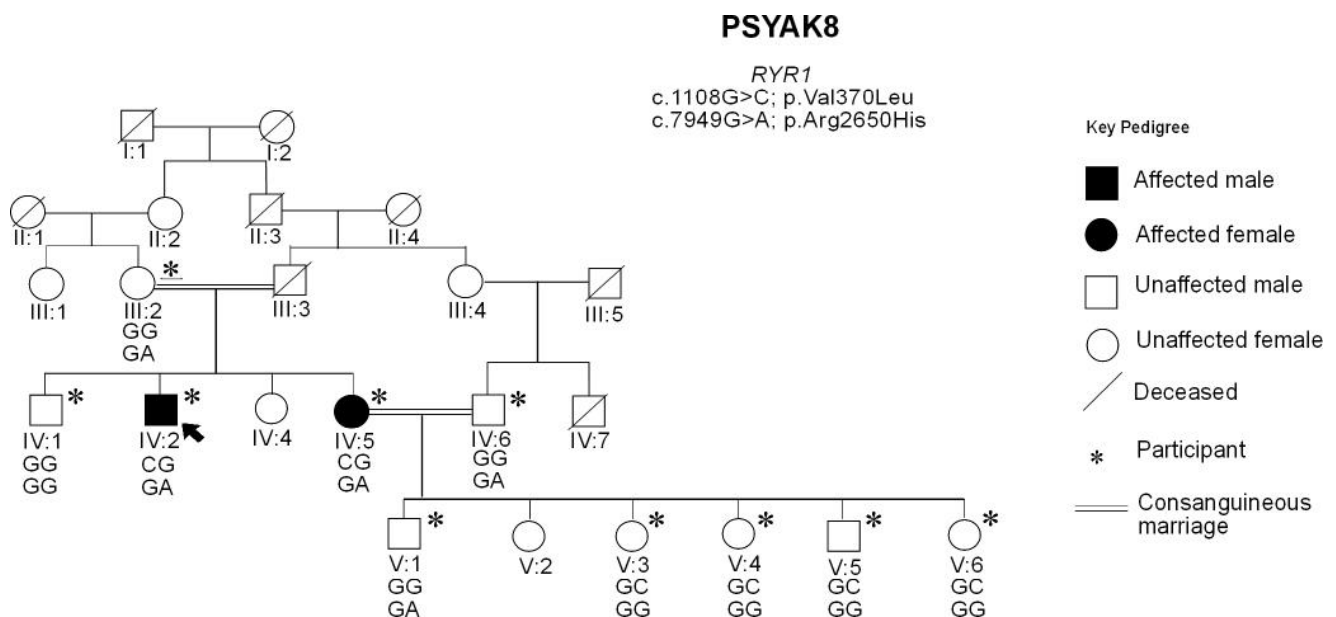 PSYAK8
RYR1
c.1108G>C; p.Val370Leu
c.7949G>A; p.Arg2650His
I:1 I:2
II:1 II:2 II:3 II:4
* 
III:1 III:2 III:3 III:4 III:5
GG
GA
* * * *
IV:1 IV:2 IV:4 IV:5 IV:6 IV:7
GG CG CG GG
GG GA GA GA
* * * * *
V:1 V:2 V:3 V:4 V:5 V:6
GG GC GC GC GC
GA GG GG GG GG
Key Pedigree
Affected male
Affected female
Unaffected male
Unaffected female
Deceased
* Participant
Consanguineous
marriage